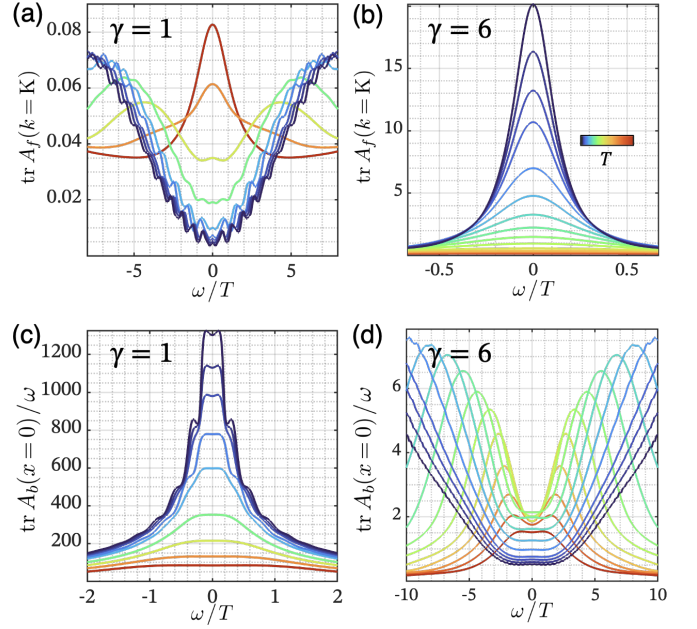 (a)
γ = 1
tr A_f(k = K)
0.08
0.06
0.04
0.02
-5
0
5
ω/T
(b)
γ = 6
tr A_f(k = K)
20
15
10
5
T
-0.5
0
0.5
ω/T
(c)
γ = 1
tr A_b(x = 0)/ω
1200
1000
800
600
400
200
0
-2
-1
0
1
2
ω/T
(d)
γ = 6
tr A_b(x = 0)/ω
6
4
2
-10
-5
0
5
10
ω/T